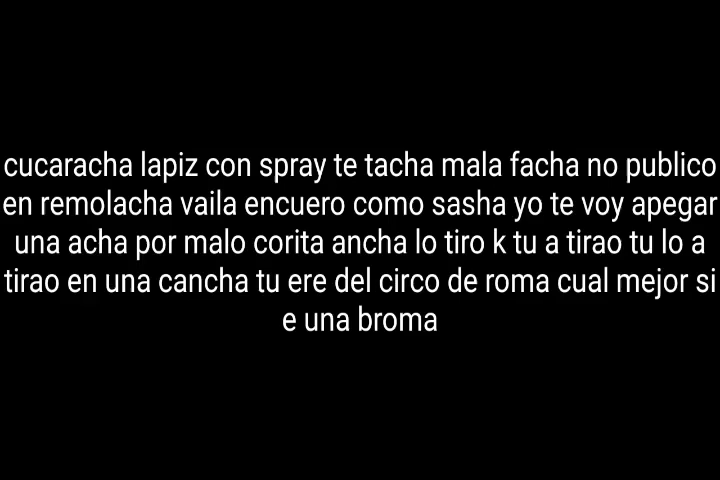 cucaracha lapiz con spray te tacha mala facha no publico
en remolacha vaila encuero como sasha yo te voy apegar
una acha por malo corita ancha lo tiro k tu a tirao tu lo a
tirao en una cancha tu ere del circo de roma cual mejor si
e una broma